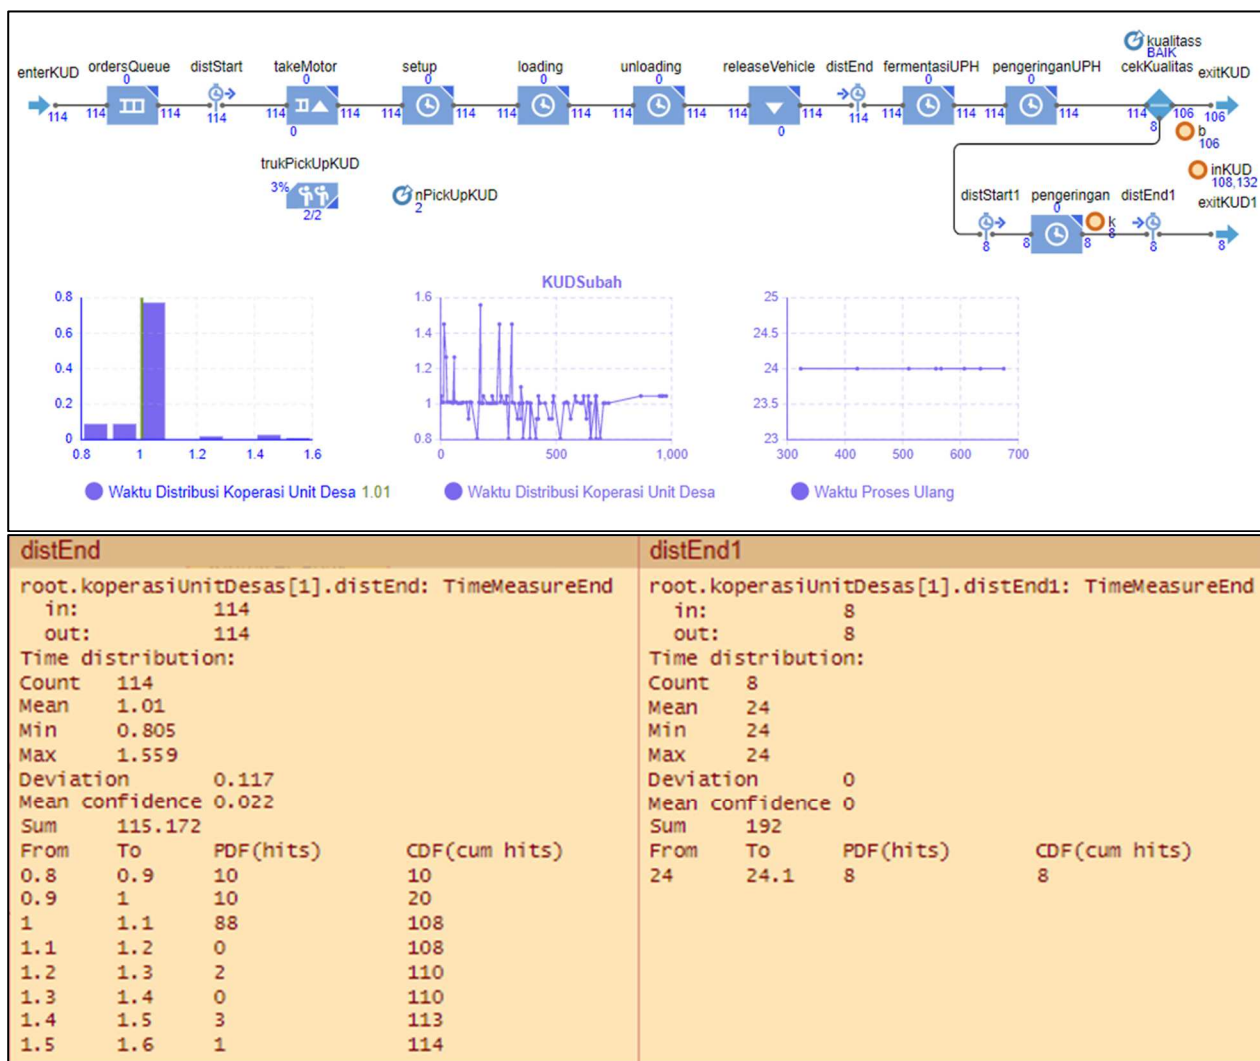 kualitass
BAIK
enterKUD ordersQueue distStart takeMotor setup loading unloading releaseVehicle distEnd fermentasiUPH pengeringanUPH cekKualitas exitKUD
0 0 0 0 0 0 0
114 114 114 114 114 114 114 114 114 114 114 114 114 114 114 114 114 114 114 114 106 106
0 0 8
b
106
trukPickUpKUD
3%
2/2
nPickUpKUD
2
inKUD
108,132
distStart1 pengeringan distEnd1 exitKUD1
0
k
8
8 8 8 8 8
KUDSubah
0.8
0.6
0.4
0.2
0
0.8 1 1.2 1.4 1.6
Waktu Distribusi Koperasi Unit Desa 1.01
1.6
1.4
1.2
1
0.8
0 500 1,000
Waktu Distribusi Koperasi Unit Desa
25
24.5
24
23.5
23
300 400 500 600 700
Waktu Proses Ulang
distEnd
root.koperasiUnitDesas[1].distEnd: TimeMeasureEnd
in: 114
out: 114
Time distribution:
Count 114
Mean 1.01
Min 0.805
Max 1.559
Deviation 0.117
Mean confidence 0.022
Sum 115.172
From To PDF(hits) CDF(cum hits)
0.8 0.9 10 10
0.9 1 10 20
1 1.1 88 108
1.1 1.2 0 108
1.2 1.3 2 110
1.3 1.4 0 110
1.4 1.5 3 113
1.5 1.6 1 114
distEnd1
root.koperasiUnitDesas[1].distEnd1: TimeMeasureEnd
in: 8
out: 8
Time distribution:
Count 8
Mean 24
Min 24
Max 24
Deviation 0
Mean confidence 0
Sum 192
From To PDF(hits) CDF(cum hits)
24 24.1 8 8